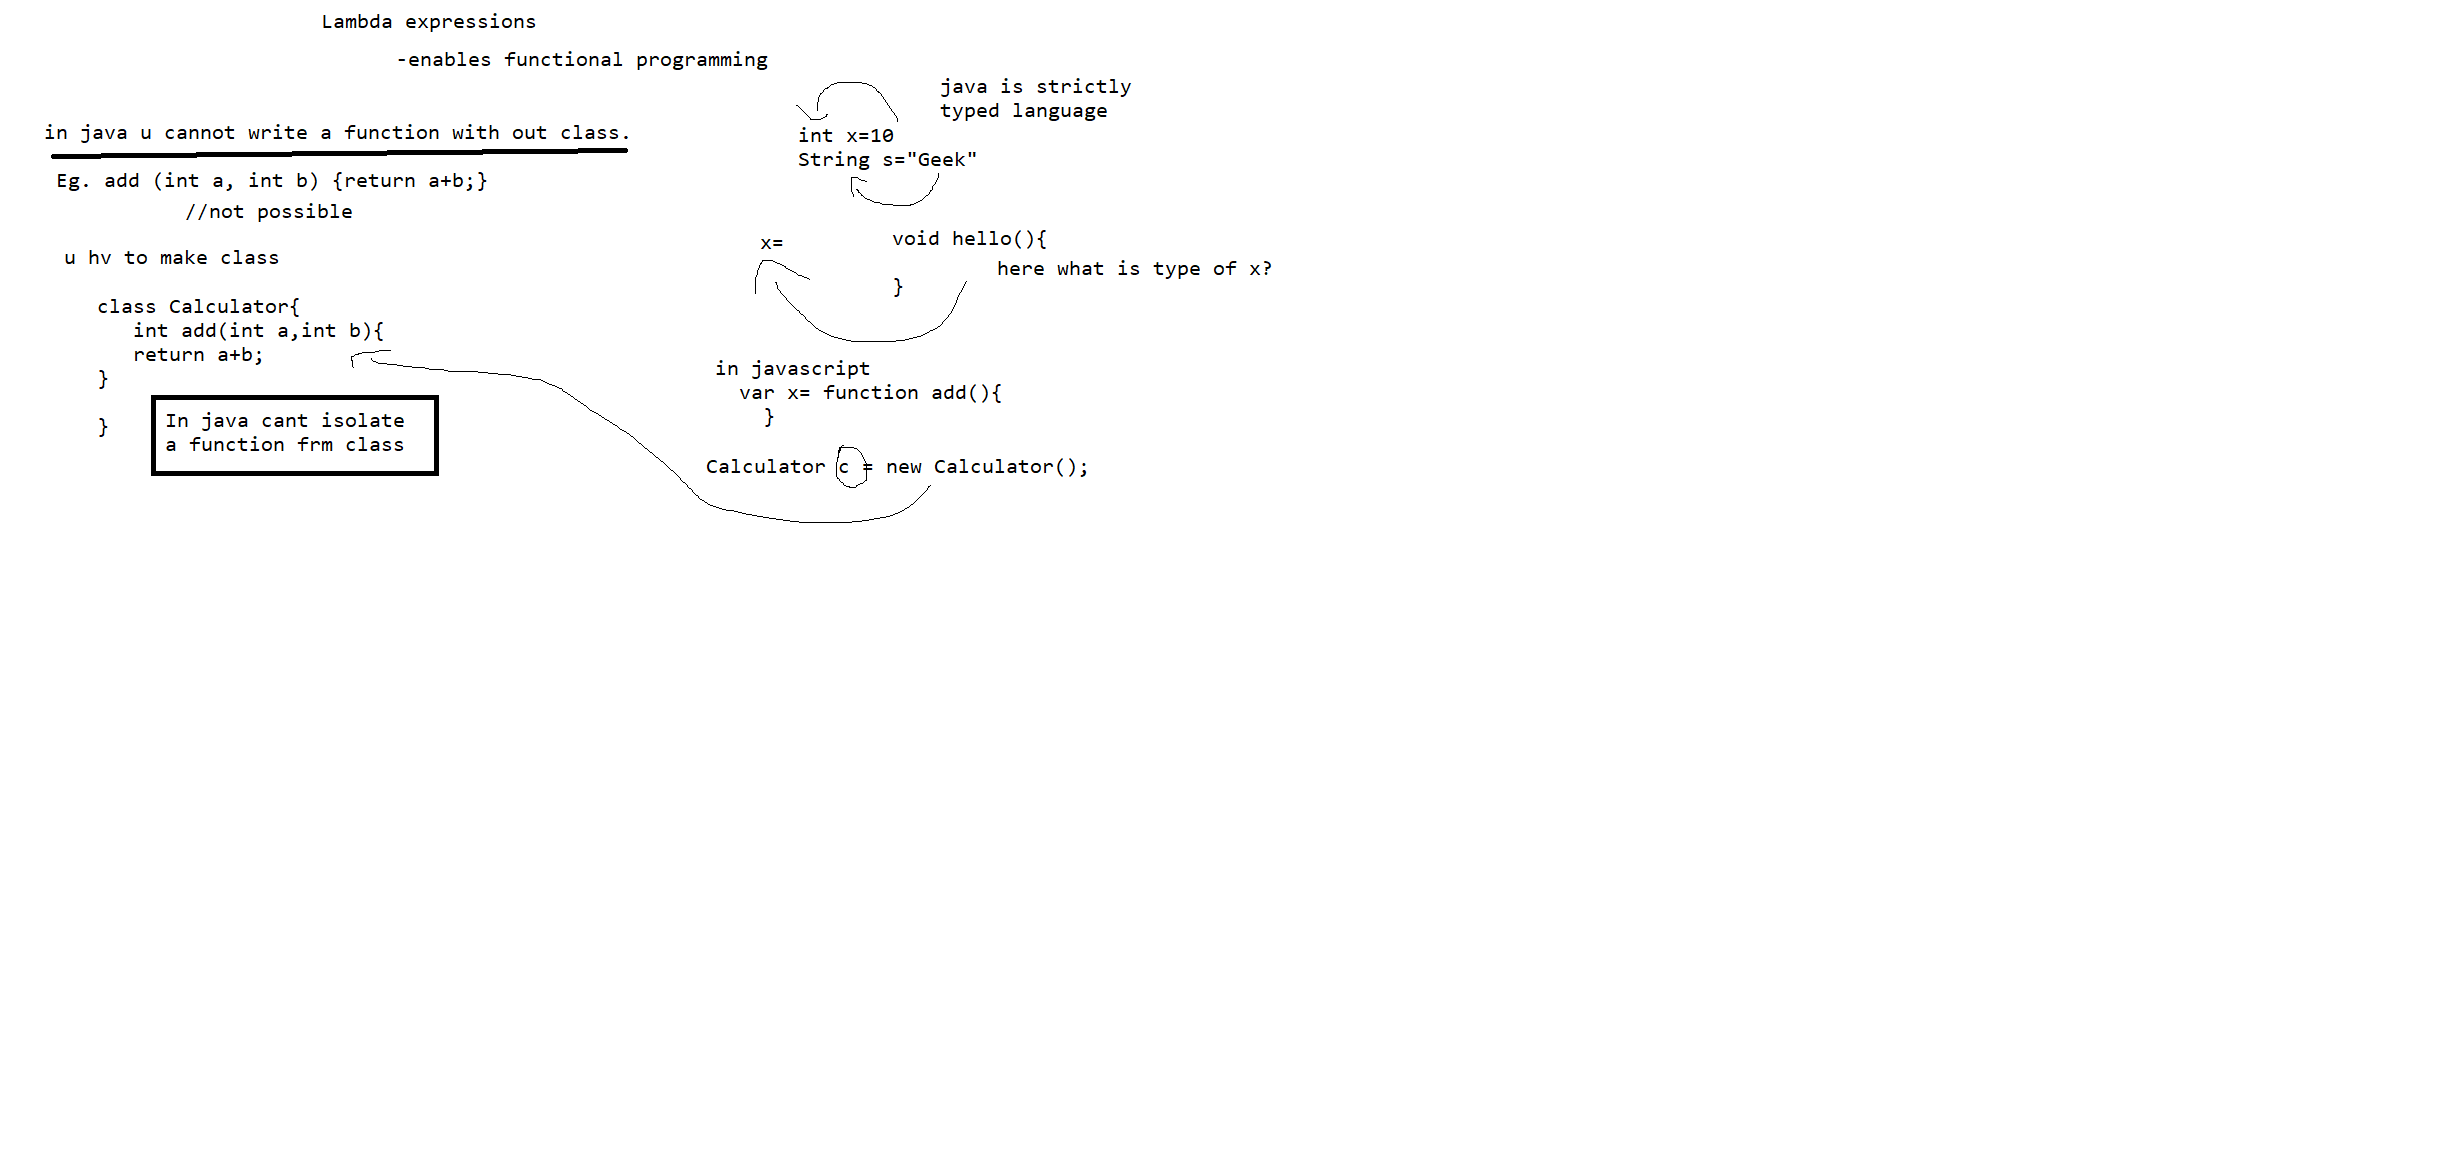 Lambda expressions
-enables functional programming
in java u cannot write a function with out class.
Eg. add (int a, int b) {return a+b;}
//not possible
u hv to make class
class Calculator{
int add(int a,int b){
return a+b;
}
}
In java cant isolate
a function frm class
java is strictly
typed language
int x=10
String s="Geek"
x=
void hello(){
here what is type of x?
}
in javascript
var x= function add(){
}
Calculator c = new Calculator();